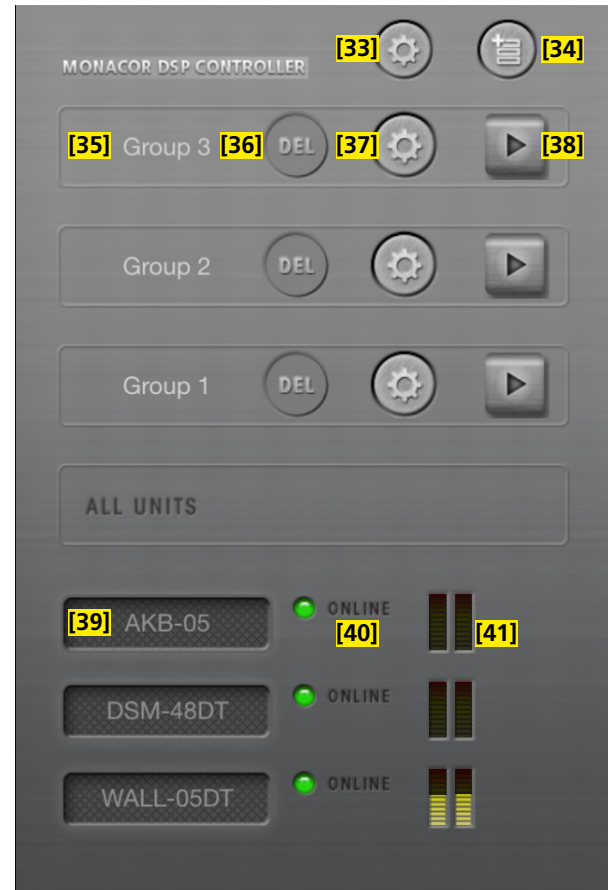 [33] [34]
MONACOR DSP CONTROLLER
[35] Group 3 [36] DEL [37] [38]
Group 2 DEL
Group 1 DEL
ALL UNITS
[39] AKB-05 ONLINE
[40] [41]
DSM-48DT ONLINE
WALL-05DT ONLINE